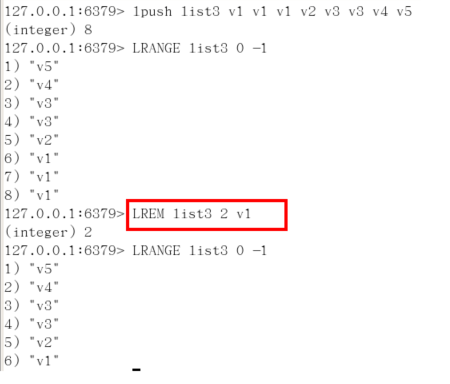 127.0.0.1:6379> lpush list3 v1 v1 v1 v2 v3 v3 v4 v5
(integer) 8
127.0.0.1:6379> LRANGE list3 0 -1
1) "v5"
2) "v4"
3) "v3"
4) "v3"
5) "v2"
6) "v1"
7) "v1"
8) "v1"
127.0.0.1:6379> LREM list3 2 v1
(integer) 2
127.0.0.1:6379> LRANGE list3 0 -1
1) "v5"
2) "v4"
3) "v3"
4) "v3"
5) "v2"
6) "v1"